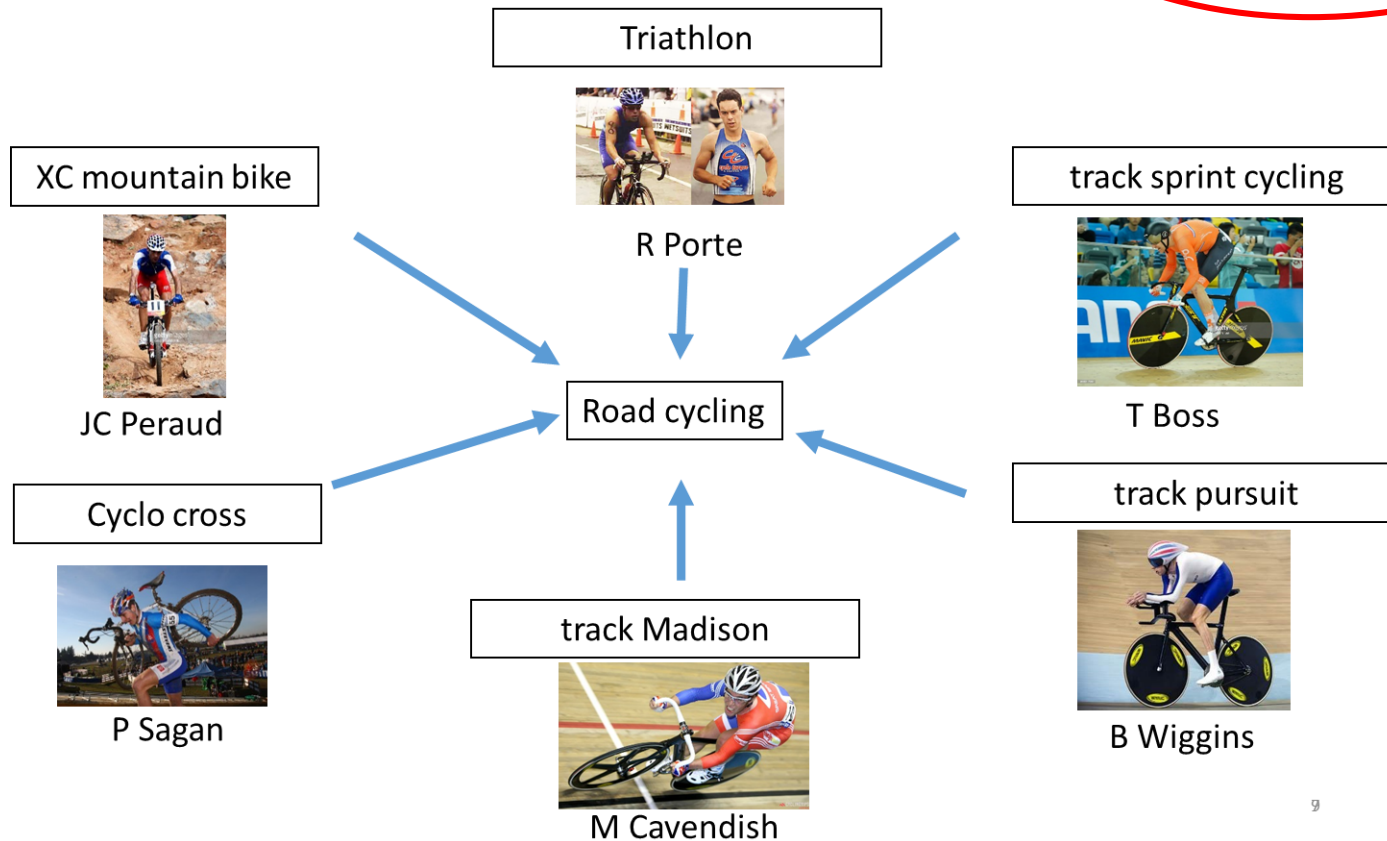 Triathlon
XC mountain bike
track sprint cycling
R Porte
JC Peraud
T Boss
Road cycling
Cyclo cross
track pursuit
track Madison
P Sagan
B Wiggins
M Cavendish